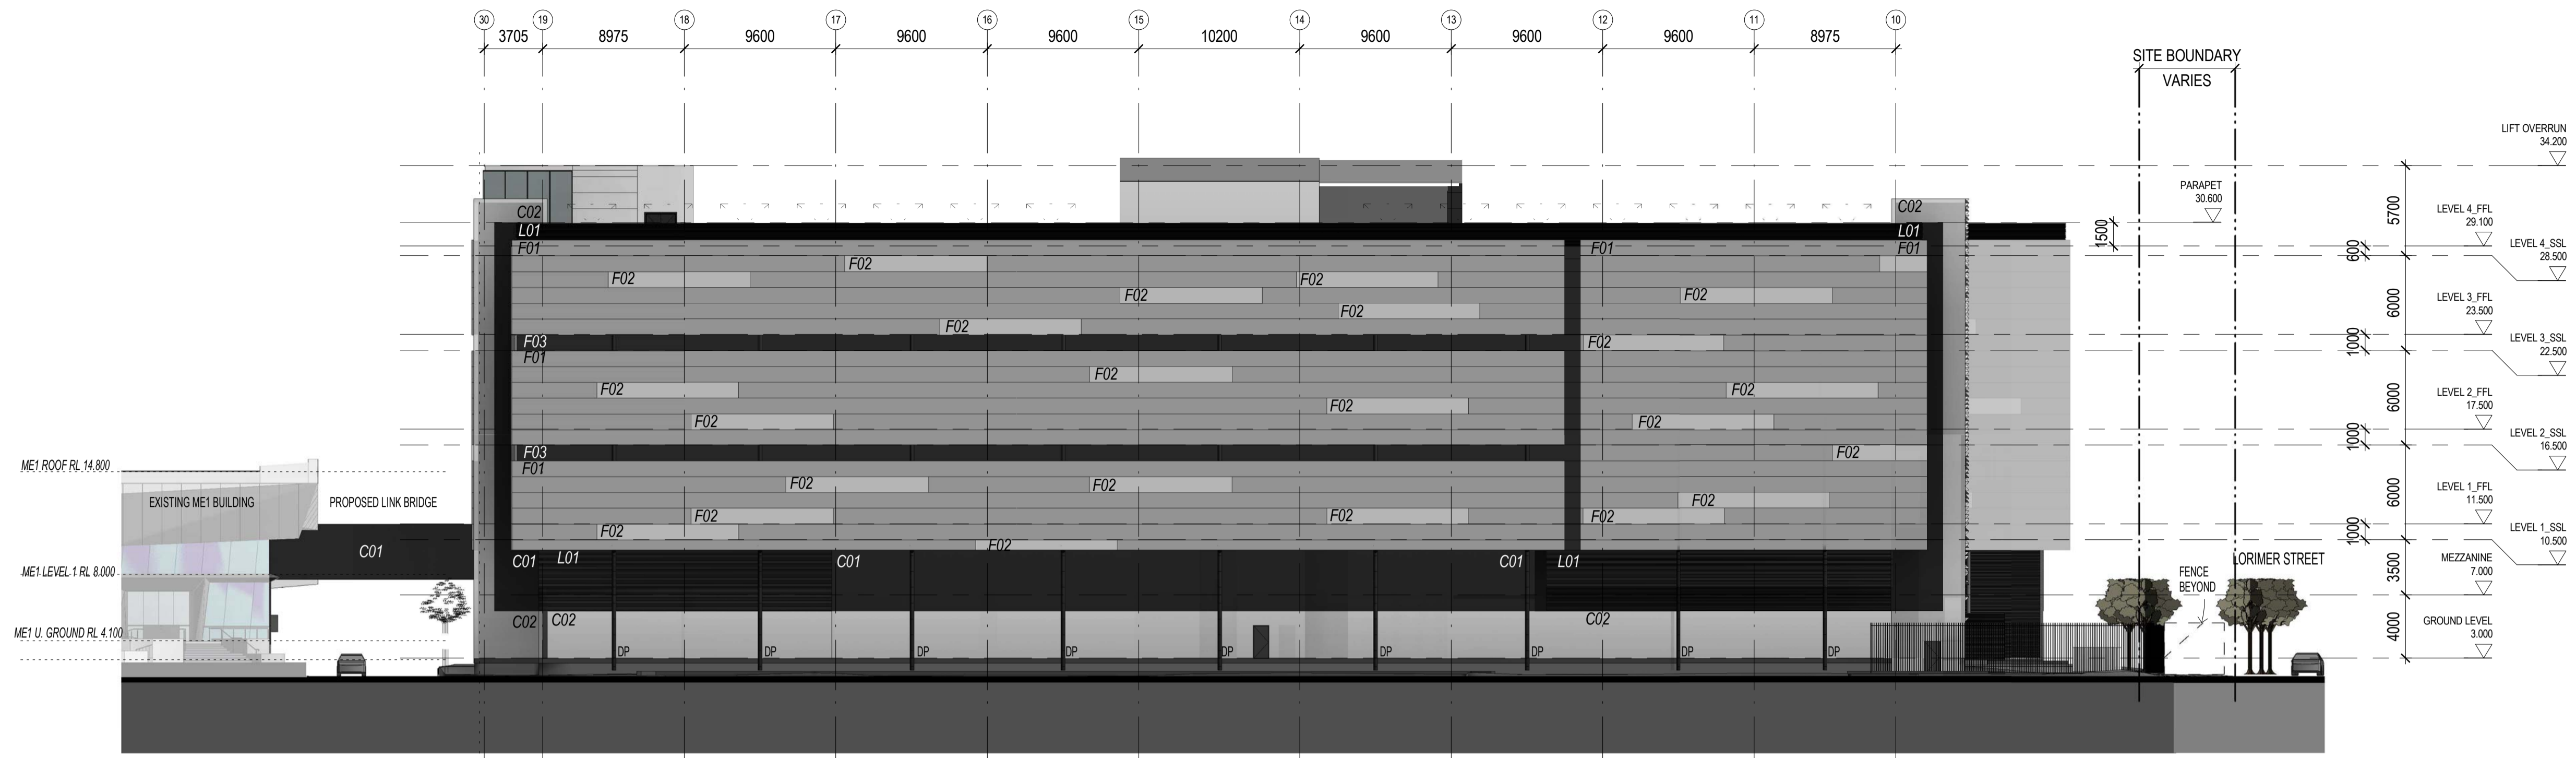 30 19 18 17 16 15 14 13 12 11 10
3705 8975 9600 9600 9600 10200 9600 9600 9600 8975
SITE BOUNDARY
VARIES
LIFT OVERRUN
34.200
PARAPET
30.600
5700
LEVEL 4_FFL
29.100
1500
LEVEL 4_SSL
28.500
600
6000
LEVEL 3_FFL
23.500
1000
LEVEL 3_SSL
22.500
6000
LEVEL 2_FFL
17.500
1000
LEVEL 2_SSL
16.500
6000
LEVEL 1_FFL
11.500
1000
LEVEL 1_SSL
10.500
3500
MEZZANINE
7.000
4000
GROUND LEVEL
3.000
C02 C02
L01 L01
F01 F01 F01
F02
F02 F02
F02 F02
F02
F02
F03 F02
F01
F02
F02 F02
F02
F02 F02
F03 F02
F01
F02 F02
F02
F02 F02 F02
F02
F02
C01 L01 C01 C01 L01
C02 C02 C02
DP DP DP DP DP DP DP DP DP
ME1 ROOF RL 14.800
EXISTING ME1 BUILDING PROPOSED LINK BRIDGE
C01
ME1 LEVEL 1 RL 8.000
ME1 U. GROUND RL 4.100
LORIMER STREET
FENCE
BEYOND